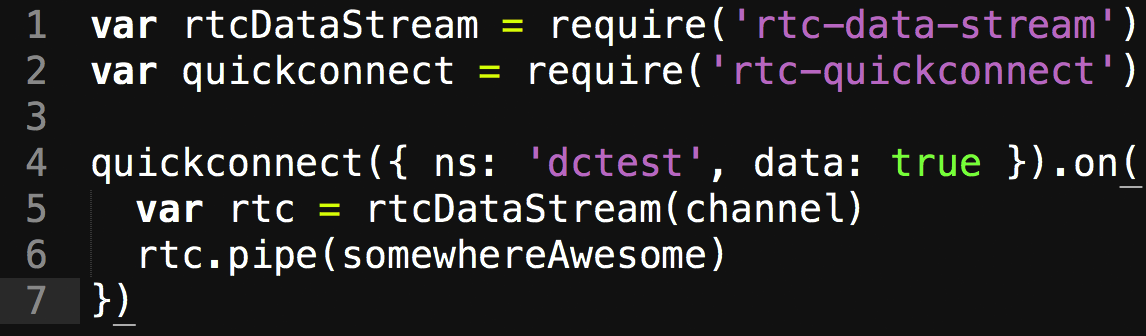 1 var rtcDataStream = require('rtc-data-stream')
2 var quickconnect = require('rtc-quickconnect')
3
4 quickconnect({ ns: 'dctest', data: true }).on(
5   var rtc = rtcDataStream(channel)
6   rtc.pipe(somewhereAwesome)
7 })